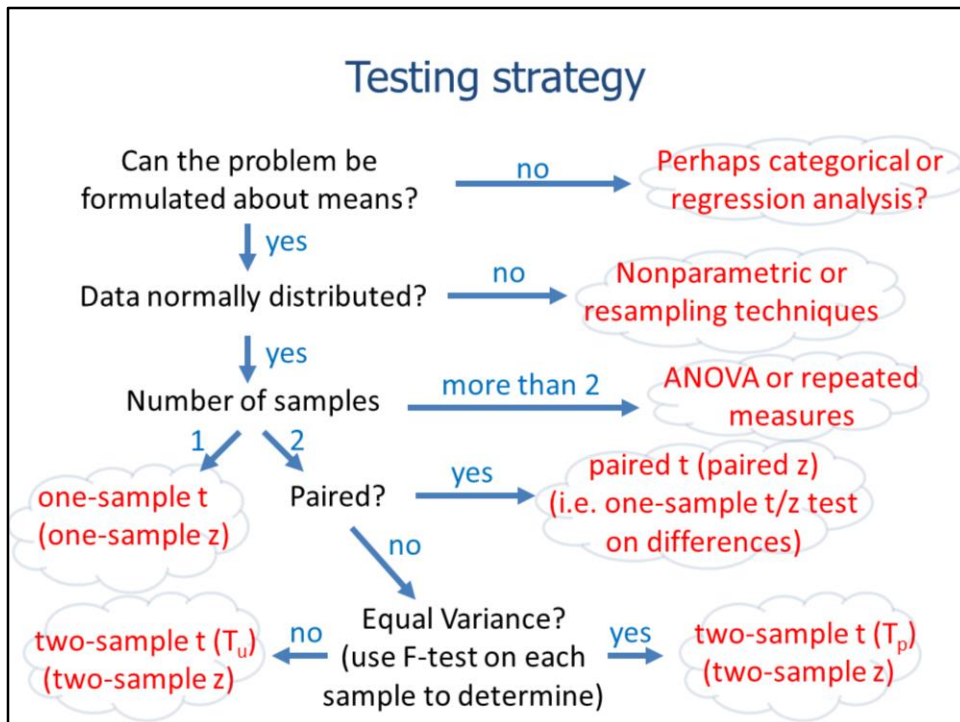 Testing strategy
Can the problem be
formulated about means?
no
Perhaps categorical or
regression analysis?
yes
Data normally distributed?
no
Nonparametric or
resampling techniques
yes
Number of samples
more than 2
ANOVA or repeated
measures
1
2
one-sample t
(one-sample z)
Paired?
yes
paired t (paired z)
(i.e. one-sample t/z test
on differences)
no
Equal Variance?
(use F-test on each
sample to determine)
no
two-sample t (Tu)
(two-sample z)
yes
two-sample t (Tp)
(two-sample z)